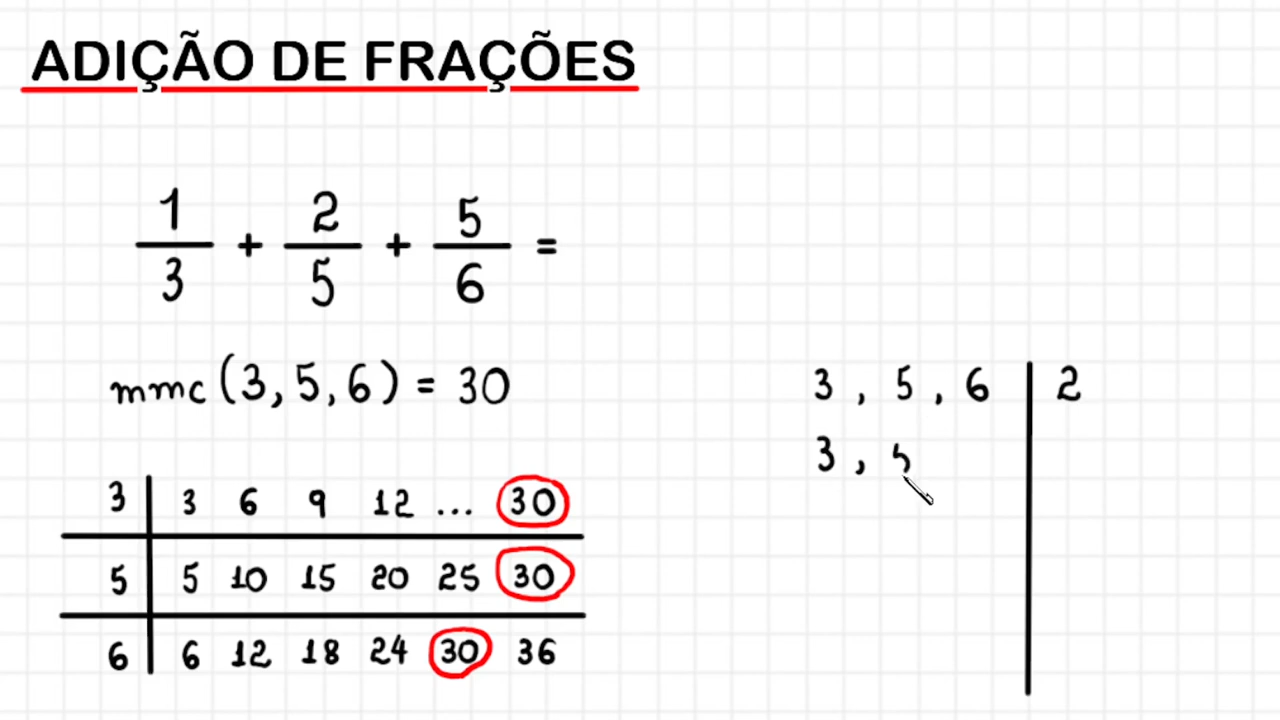 ADIÇÃO DE FRAÇÕES
1/3 + 2/5 + 5/6 =
mmc (3, 5, 6) = 30
3 | 3 6 9 12 ... 30
5 | 5 10 15 20 25 30
6 | 6 12 18 24 30 36
3 , 5 , 6 | 2
3 ,